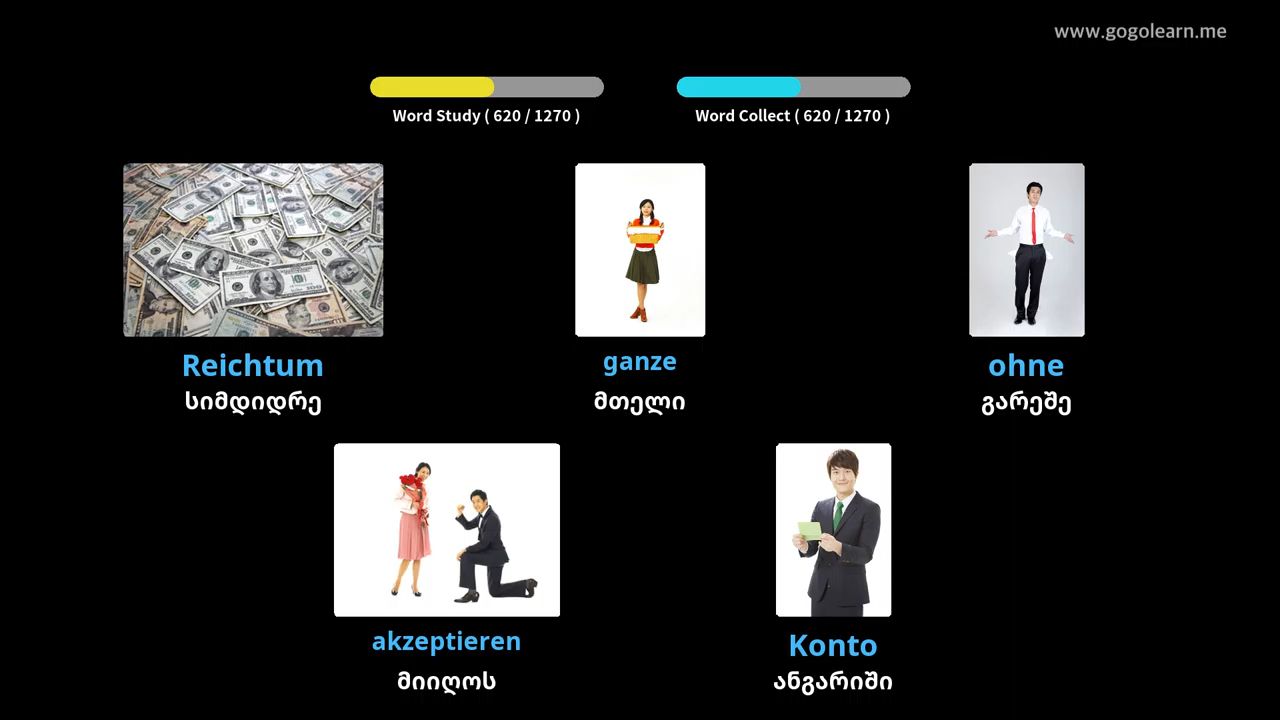 www.gogolearn.me
Word Study ( 620 / 1270 )
Word Collect ( 620 / 1270 )
Reichtum
სიმდიდრე
ganze
მთელი
ohne
გარეშე
akzeptieren
მიიღოს
Konto
ანგარიში